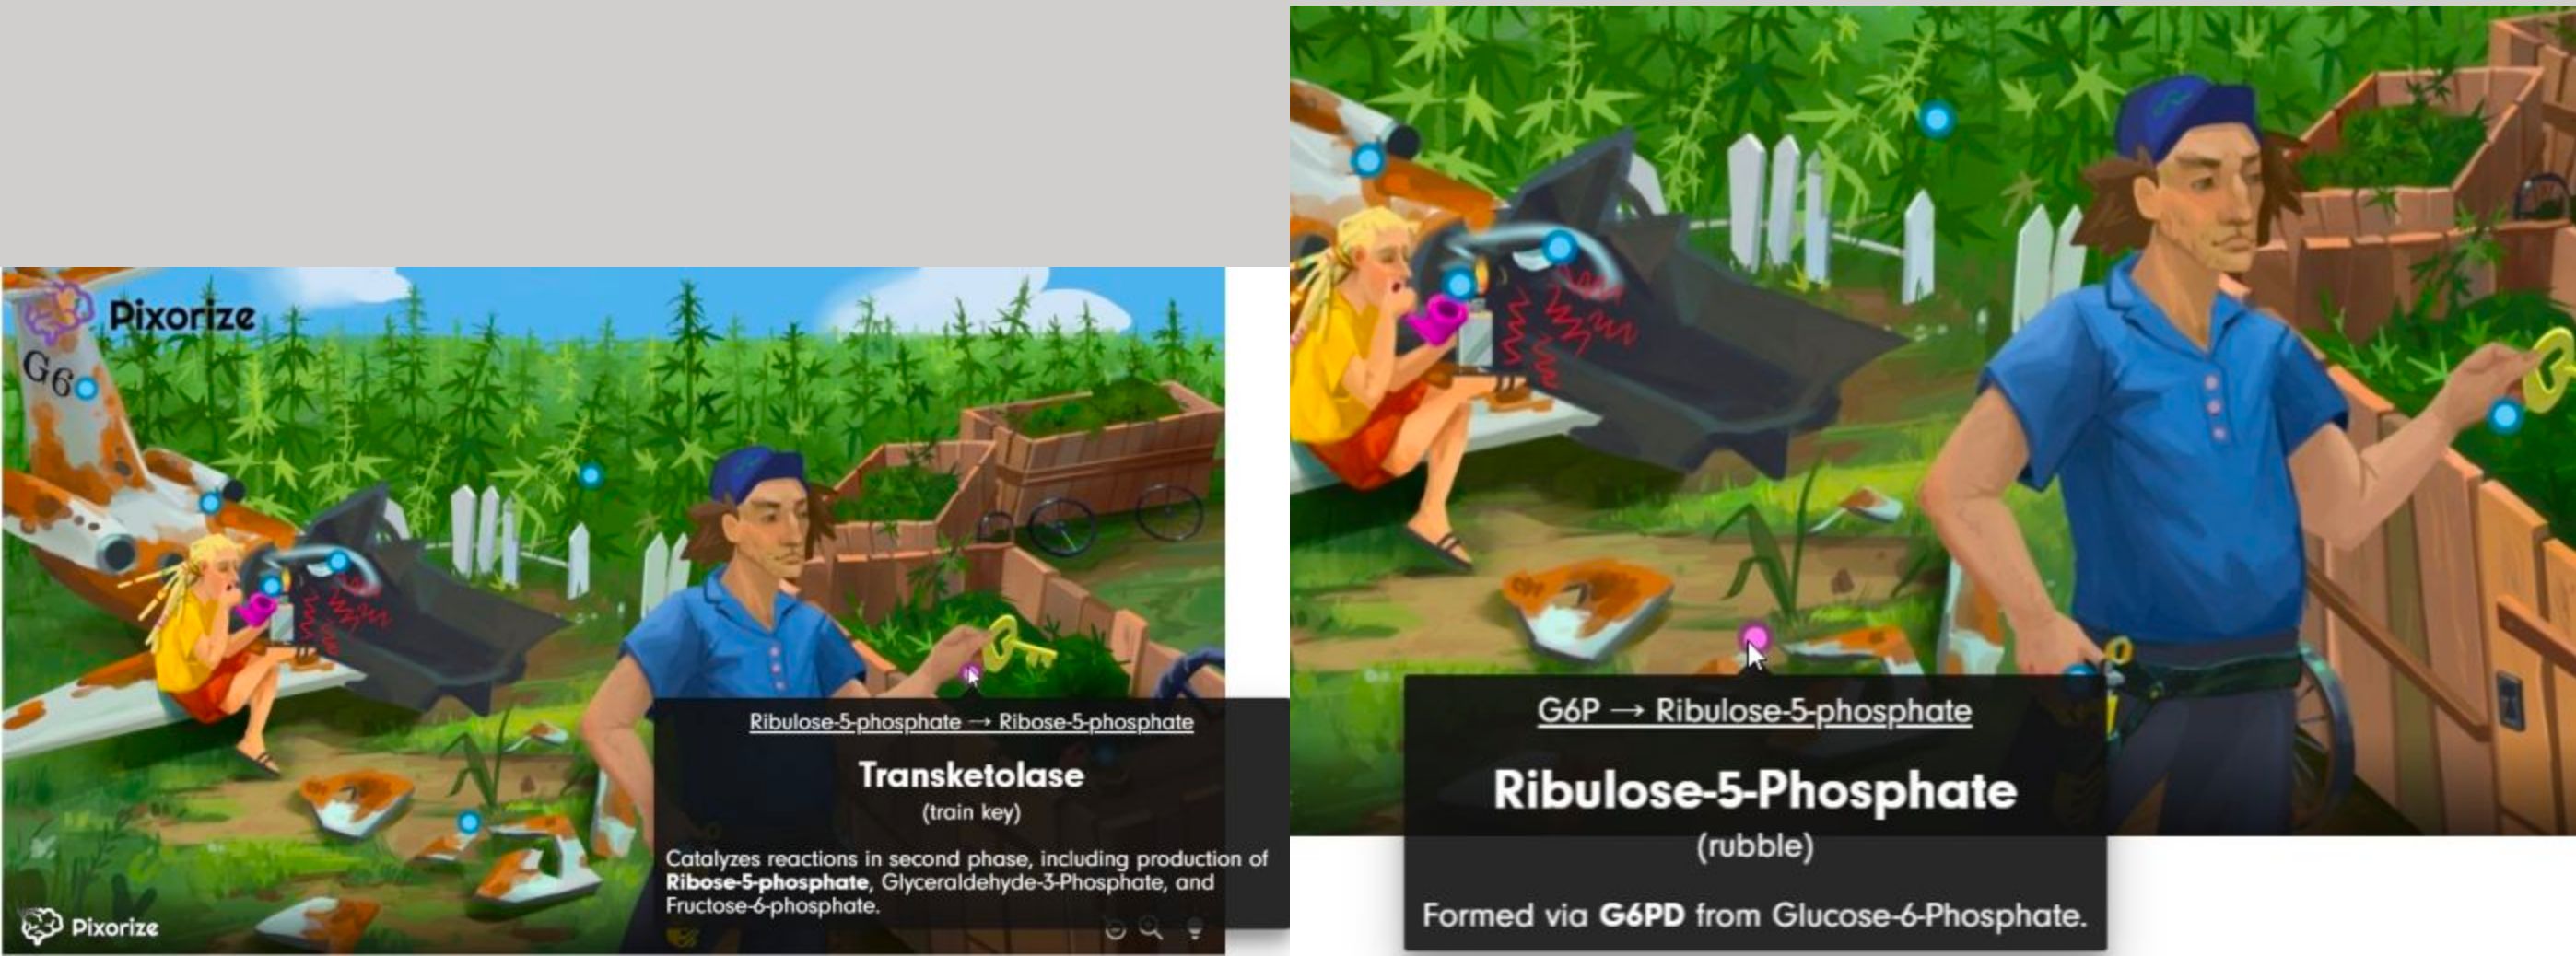 Pixorize
G6
Ribulose-5-phosphate → Ribose-5-phosphate
Transketolase
(train key)
Catalyzes reactions in second phase, including production of
Ribose-5-phosphate, Glyceraldehyde-3-Phosphate, and
Fructose-6-phosphate.
Pixorize
G6P → Ribulose-5-phosphate
Ribulose-5-Phosphate
(rubble)
Formed via G6PD from Glucose-6-Phosphate.